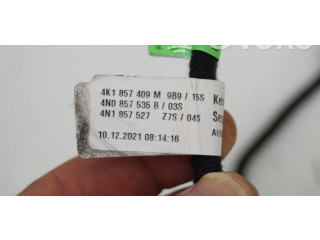 4K1 857 409 M 9B9 / 15S
4N0 857 535 B / 03S
4N1 857 527 Z7S / 04S
10.12.2021 08:14:16